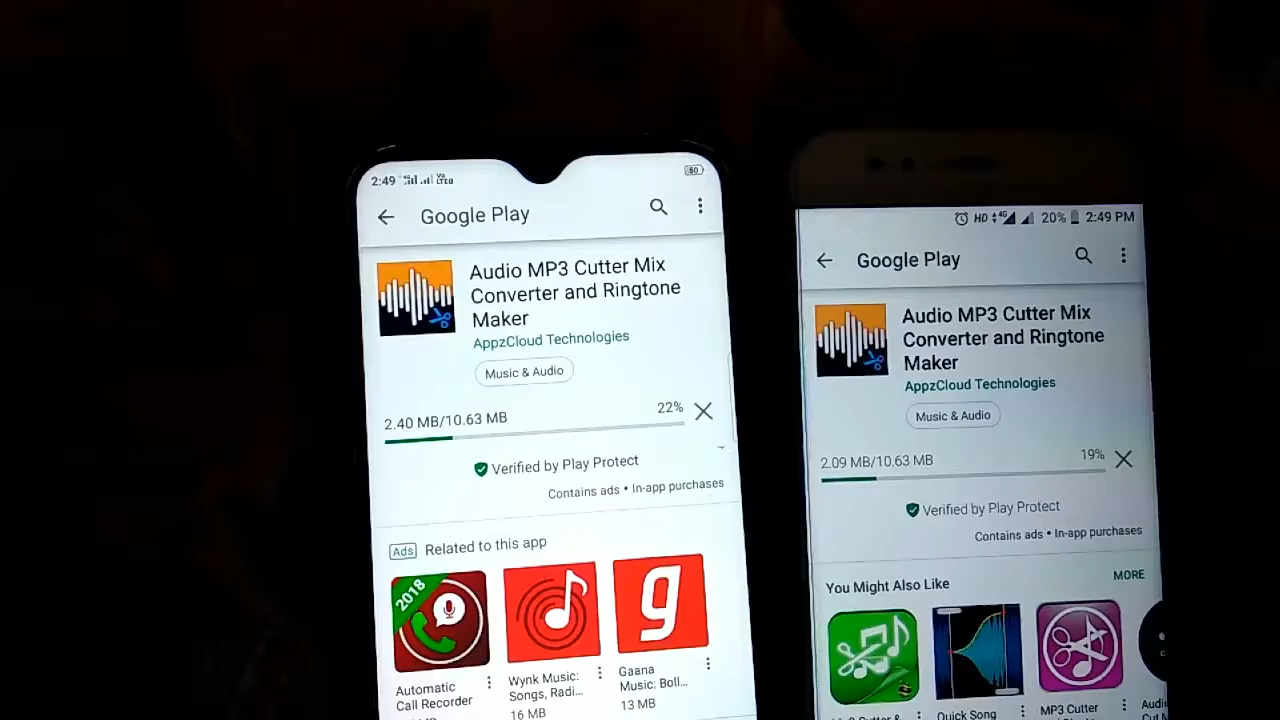 2:49 4G VoLTED 50
Google Play
Audio MP3 Cutter Mix
Converter and Ringtone
Maker
AppzCloud Technologies
Music & Audio
2.40 MB/10.63 MB 22%
Verified by Play Protect
Contains ads • In-app purchases
Ads Related to this app
2018
g
Automatic
Call Recorder
Wynk Music:
Songs, Radi...
16 MB
Gaana
Music: Boll...
13 MB
HD 4G 20% 2:49 PM
Google Play
Audio MP3 Cutter Mix
Converter and Ringtone
Maker
AppzCloud Technologies
Music & Audio
2.09 MB/10.63 MB 19%
Verified by Play Protect
Contains ads • In-app purchases
You Might Also Like MORE
Quick Song
MP3 Cutter